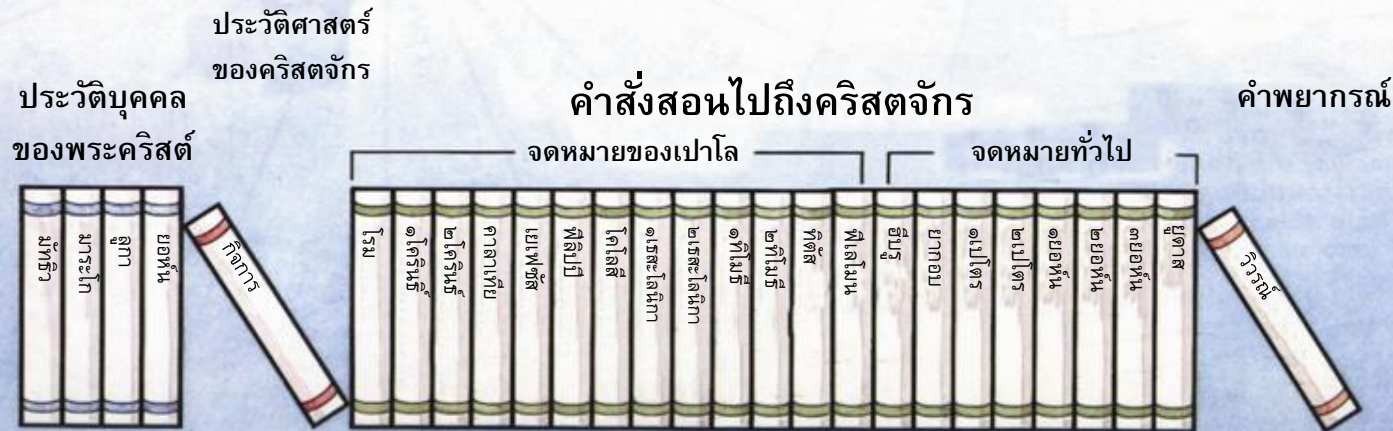 ประวัติศาสตร์
ของคริสตจักร
ประวัติบุคคล
ของพระคริสต์
คำสั่งสอนไปถึงคริสตจักร
คำพยากรณ์
จดหมายของเปาโล
จดหมายทั่วไป
มัทธิว
มาระโก
ลูกา
ยอห์น
กิจการ
โรม
๑โครินธ์
๒โครินธ์
กาลาเทีย
เอเฟซัส
ฟีลิปปี
โคโลสี
๑เธสะโลนิกา
๒เธสะโลนิกา
๑ทิโมธี
๒ทิโมธี
ทิตัส
ฟีเลโมน
ฮีบรู
ยากอบ
๑เปโตร
๒เปโตร
๑ยอห์น
๒ยอห์น
๓ยอห์น
ยูดาส
วิวรณ์